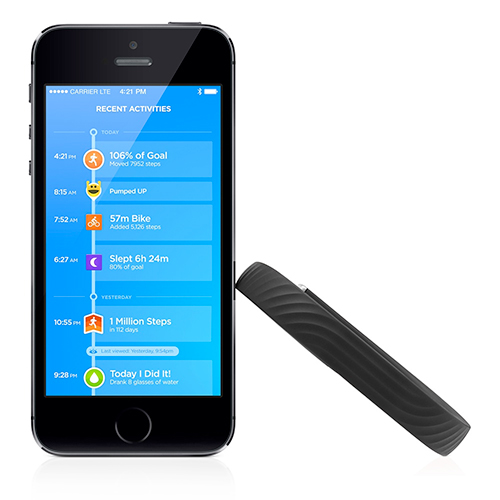 CARRIER LTE 4:21 PM
RECENT ACTIVITIES
TODAY
4:21 PM 106% of Goal
Moved 7952 steps
8:15 AM Pumped UP
7:52 AM 57m Bike
Added 5,126 steps
6:27 AM Slept 6h 24m
80% of goal
YESTERDAY
10:55 PM 1 Million Steps
in 112 days
Last viewed: Yesterday, 9:54pm
9:28 PM Today I Did It!
Drank 8 glasses of water